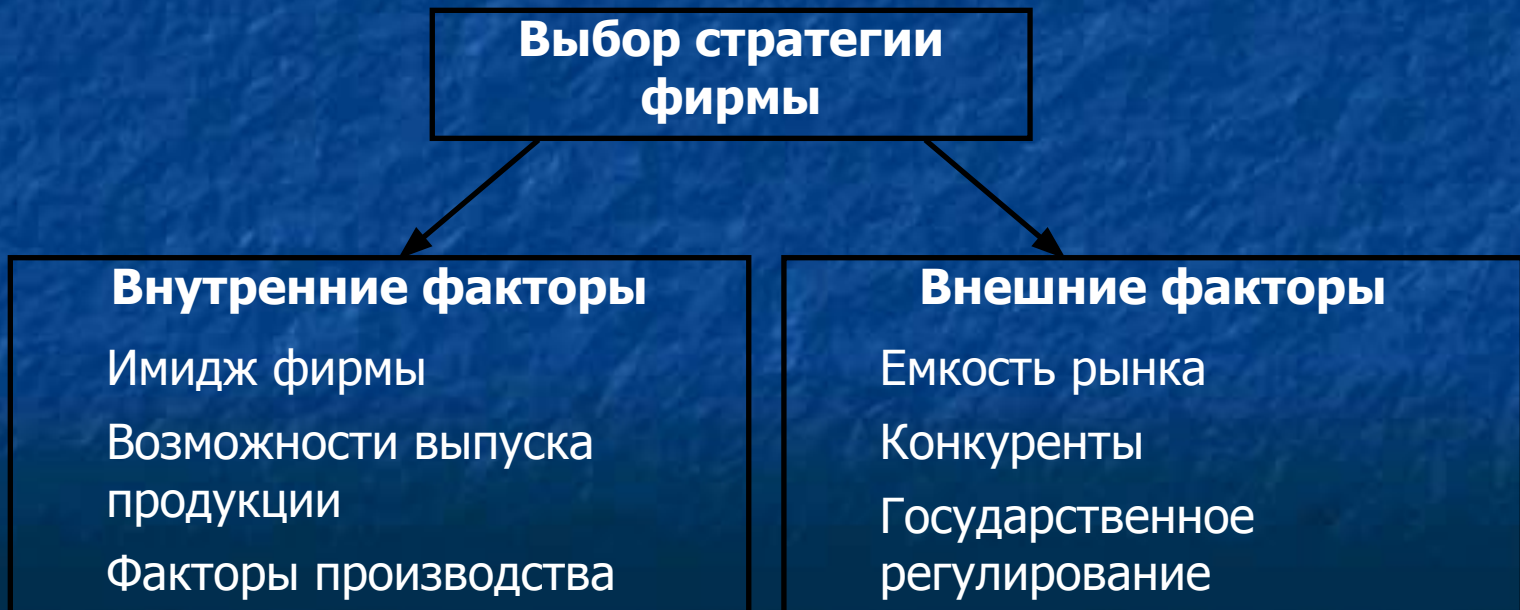 Выбор стратегии
фирмы
Внутренние факторы
Имидж фирмы
Возможности выпуска
продукции
Факторы производства
Внешние факторы
Емкость рынка
Конкуренты
Государственное
регулирование